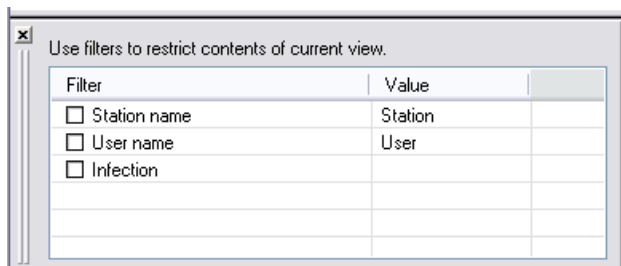 Use filters to restrict contents of current view.
Filter Value
Station name Station
User name User
Infection